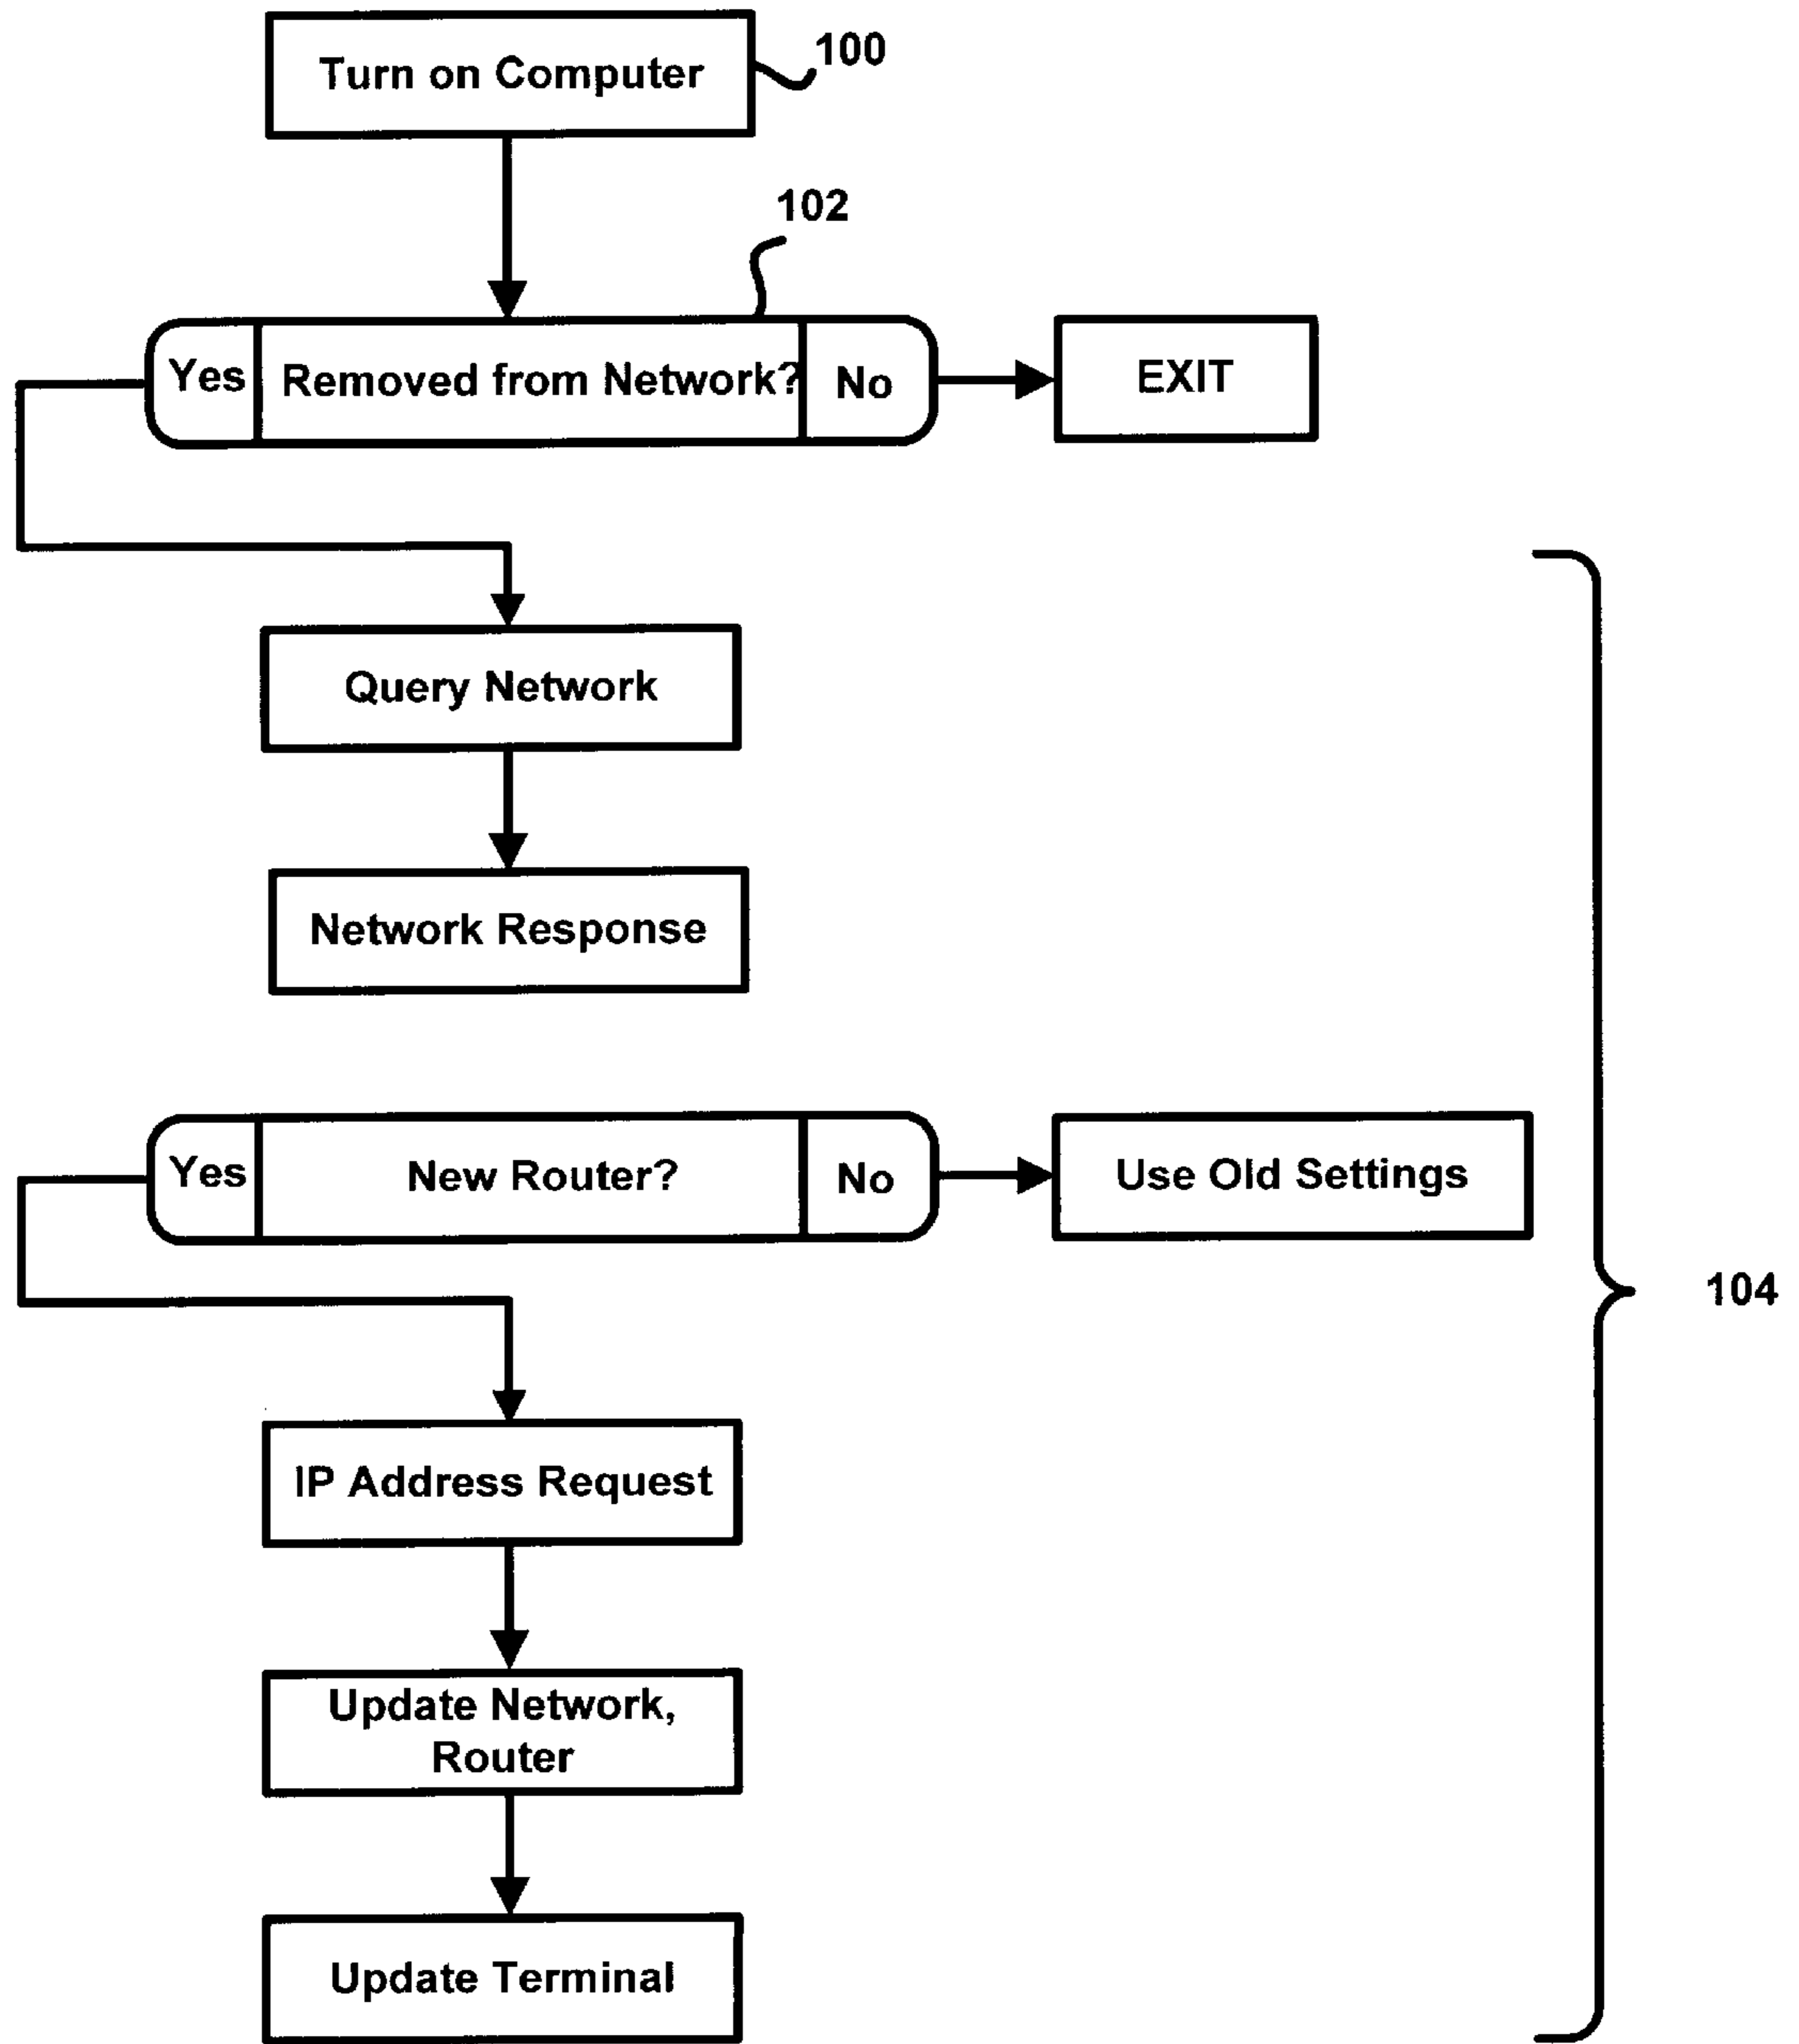 Turn on Computer
100
102
Yes
Removed from Network?
No
EXIT
Query Network
Network Response
Yes
New Router?
No
Use Old Settings
104
IP Address Request
Update Network,
Router
Update Terminal